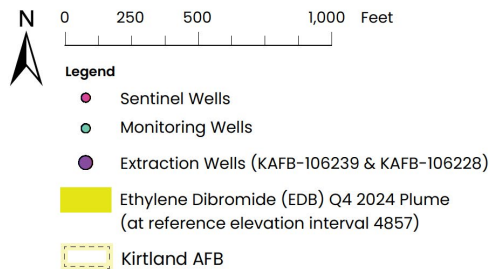 N 0 250 500 1,000 Feet
Legend
Sentinel Wells
Monitoring Wells
Extraction Wells (KAFB-106239 & KAFB-106228)
Ethylene Dibromide (EDB) Q4 2024 Plume
(at reference elevation interval 4857)
Kirtland AFB